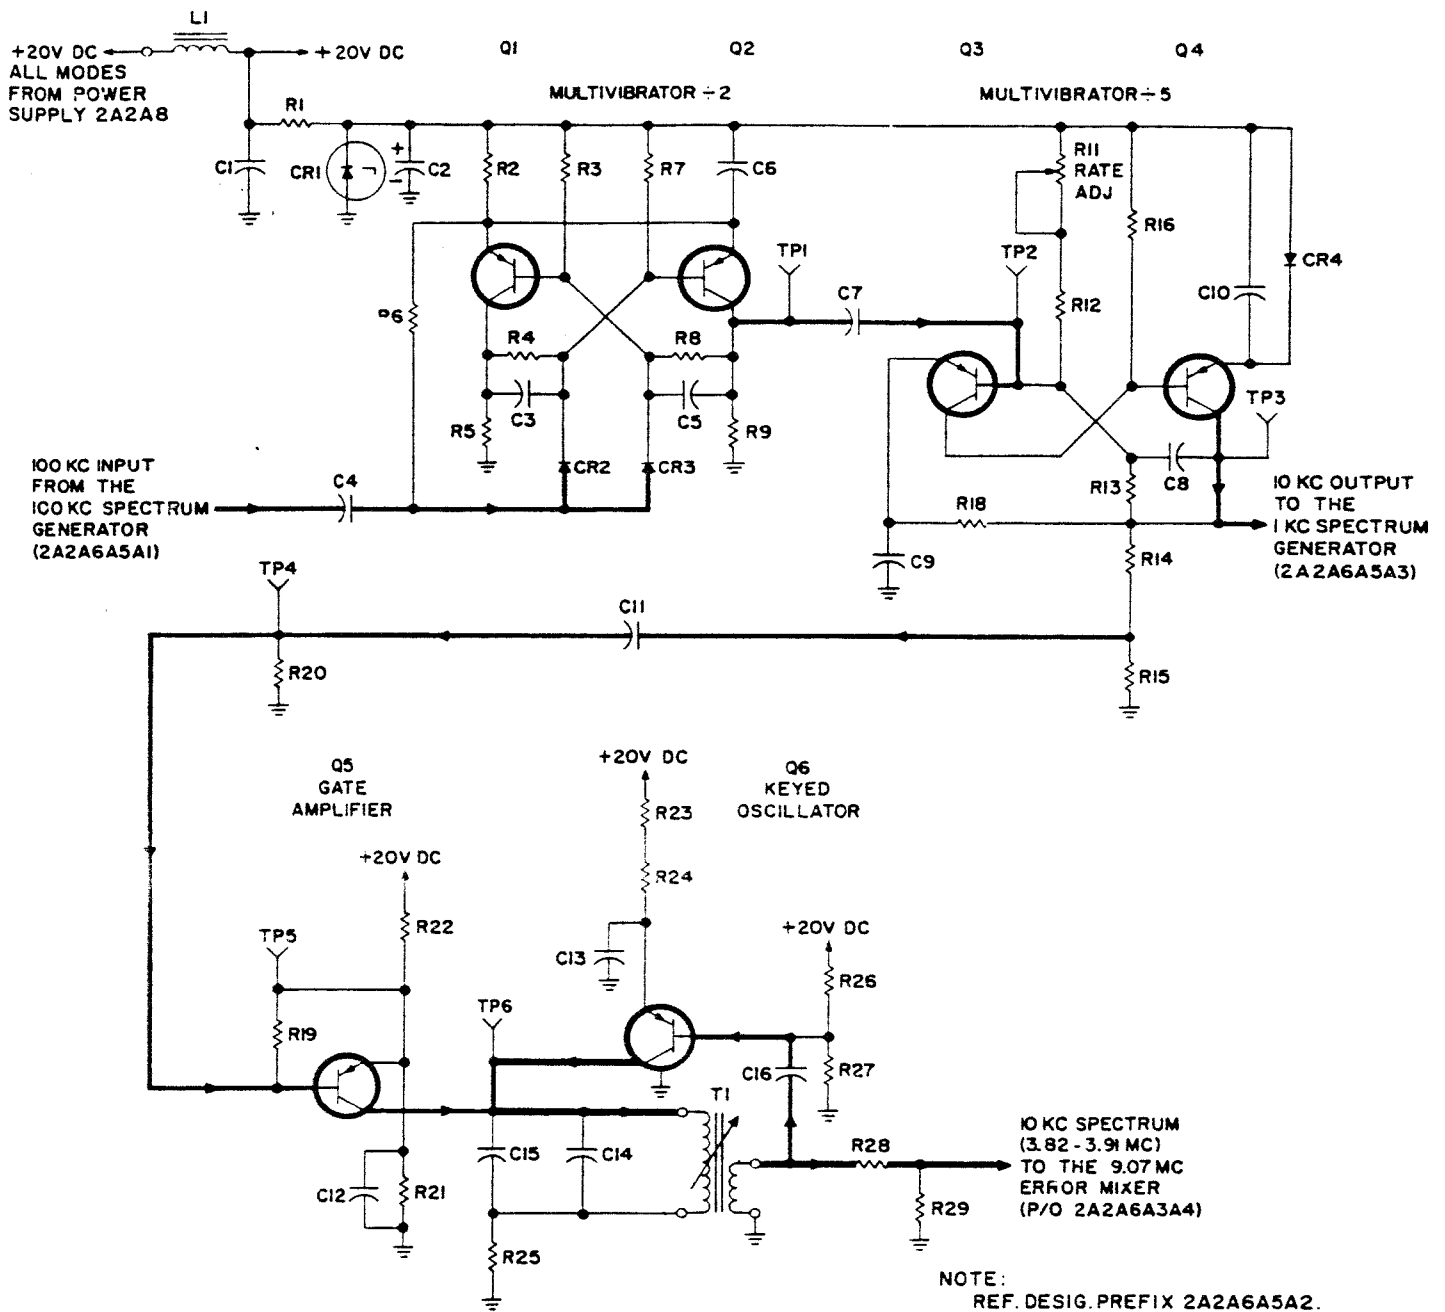 L1
+20V DC
+20V DC
ALL MODES
FROM POWER
SUPPLY 2A2A8
Q1
Q2
Q3
Q4
MULTIVIBRATOR ÷ 2
MULTIVIBRATOR ÷ 5
R1
C1
CR1
+
-
C2
R2
R3
R7
C6
R11
RATE
ADJ
R16
CR4
C10
R6
TP1
C7
TP2
R12
R4
R8
C3
C5
R5
R9
TP3
CR2
CR3
C8
R13
100 KC INPUT
FROM THE
100 KC SPECTRUM
GENERATOR
(2A2A6A5A1)
C4
R18
C9
R14
10 KC OUTPUT
TO THE
1 KC SPECTRUM
GENERATOR
(2A2A6A5A3)
TP4
C11
R20
R15
Q5
GATE
AMPLIFIER
+20V DC
Q6
KEYED
OSCILLATOR
R23
+20V DC
R24
R22
TP5
C13
+20V DC
R26
R19
TP6
C16
R27
T1
C15
C14
C12
R21
R25
R28
R29
10 KC SPECTRUM
(3.82 - 3.91 MC)
TO THE 9.07 MC
ERROR MIXER
(P/O 2A2A6A3A4)
NOTE:
REF. DESIG. PREFIX 2A2A6A5A2.